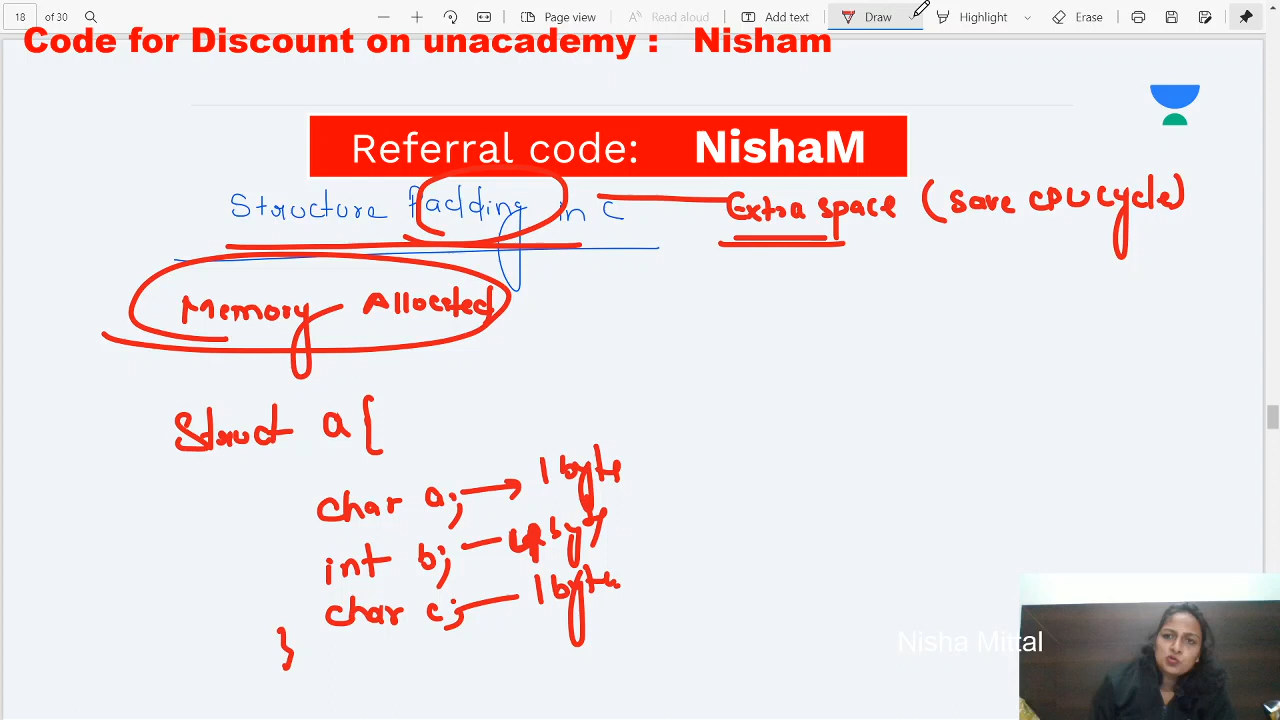 18 of 30
Page view
Read aloud
Add text
Draw
Highlight
Erase
Code for Discount on unacademy : Nisham
Referral code: NishaM
Structure Padding in C
Extra space (save CPU cycle)
Memory Allocated
Struct a{
char a; 1 byte
int b; 4 byte
char c; 1 byte
}
Nisha Mittal